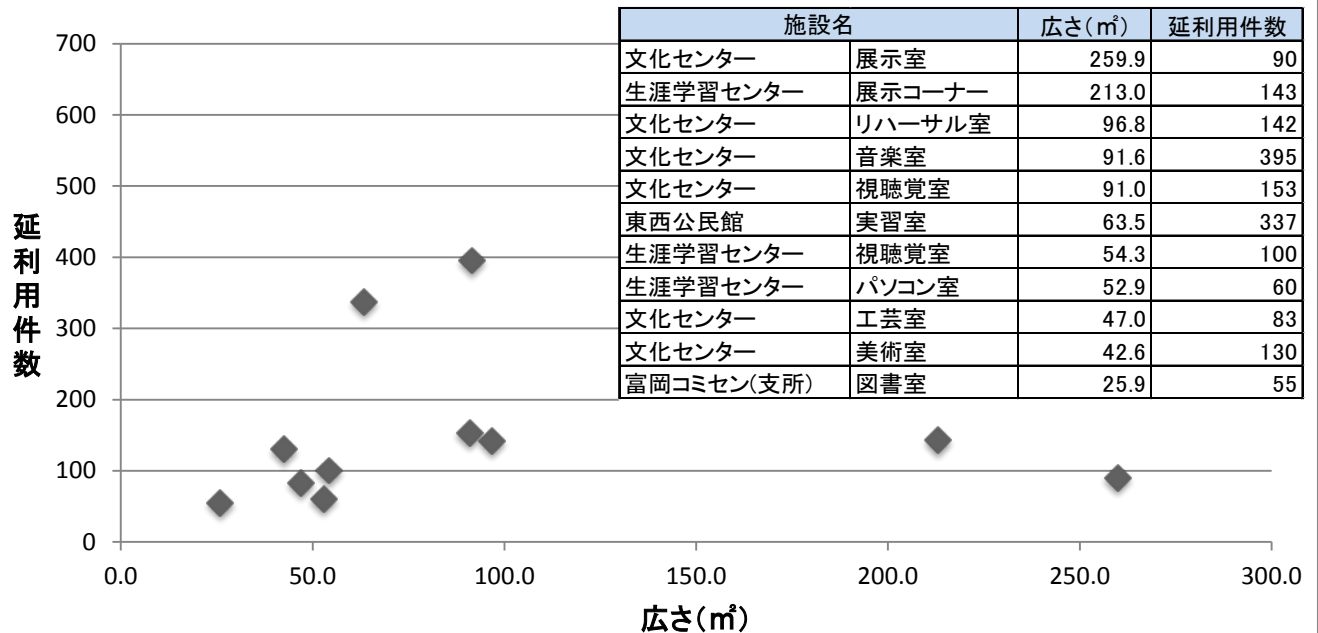 施設名 広さ(㎡) 延利用件数
文化センター 展示室 259.9 90
生涯学習センター 展示コーナー 213.0 143
文化センター リハーサル室 96.8 142
文化センター 音楽室 91.6 395
文化センター 視聴覚室 91.0 153
東西公民館 実習室 63.5 337
生涯学習センター 視聴覚室 54.3 100
生涯学習センター パソコン室 52.9 60
文化センター 工芸室 47.0 83
文化センター 美術室 42.6 130
富岡コミセン(支所) 図書室 25.9 55
延利用件数
700
600
500
400
300
200
100
0
0.0 50.0 100.0 150.0 200.0 250.0 300.0
広さ(㎡)